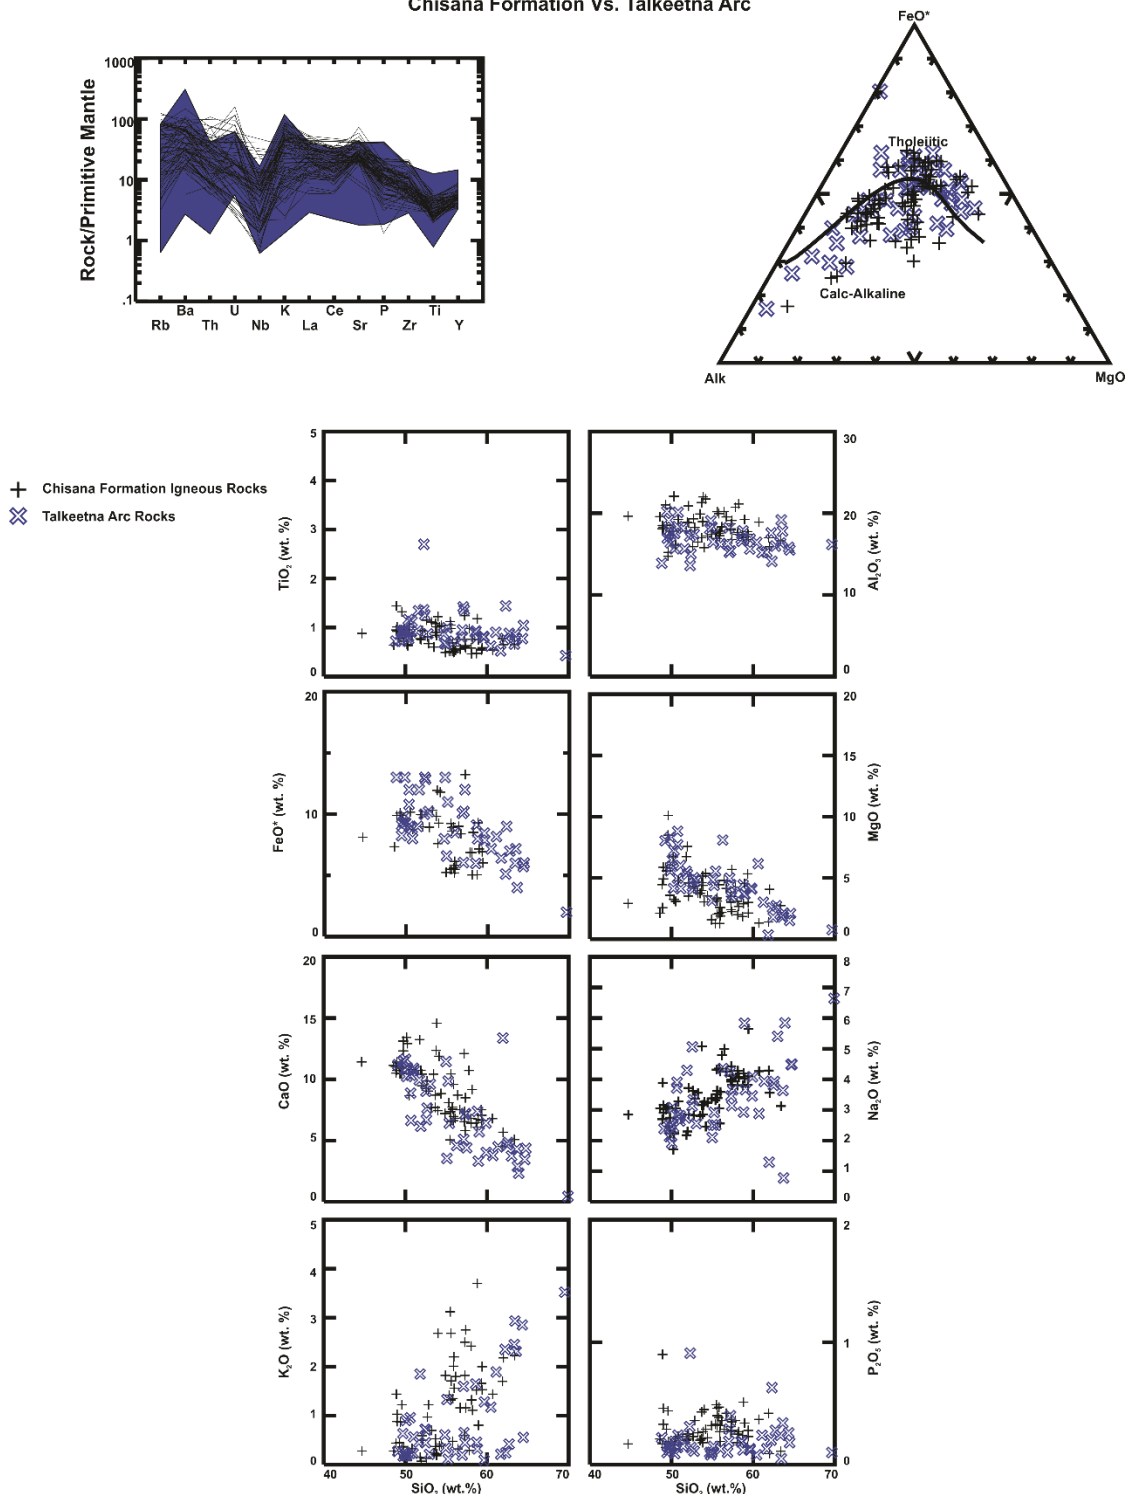 Chisana Formation Vs. Talkeetna Arc
FeO*
1000
100
10
1
.1
Rock/Primitive Mantle
Ba U K Ce P Ti
Rb Th Nb La Sr Zr Y
Tholeiitic
Calc-Alkaline
Alk
MgO
Chisana Formation Igneous Rocks
Talkeetna Arc Rocks
5
4
3
2
1
0
TiO₂ (wt. %)
30
20
10
0
Al₂O₃ (wt. %)
20
10
0
FeO* (wt. %)
20
15
10
5
0
MgO (wt. %)
20
15
10
5
0
CaO (wt. %)
8
7
6
5
4
3
2
1
0
Na₂O (wt. %)
5
4
3
2
1
0
K₂O (wt. %)
2
1
0
P₂O₅ (wt. %)
50 60 70
SiO₂ (wt.%)
40 50 60 70
SiO₂ (wt.%)